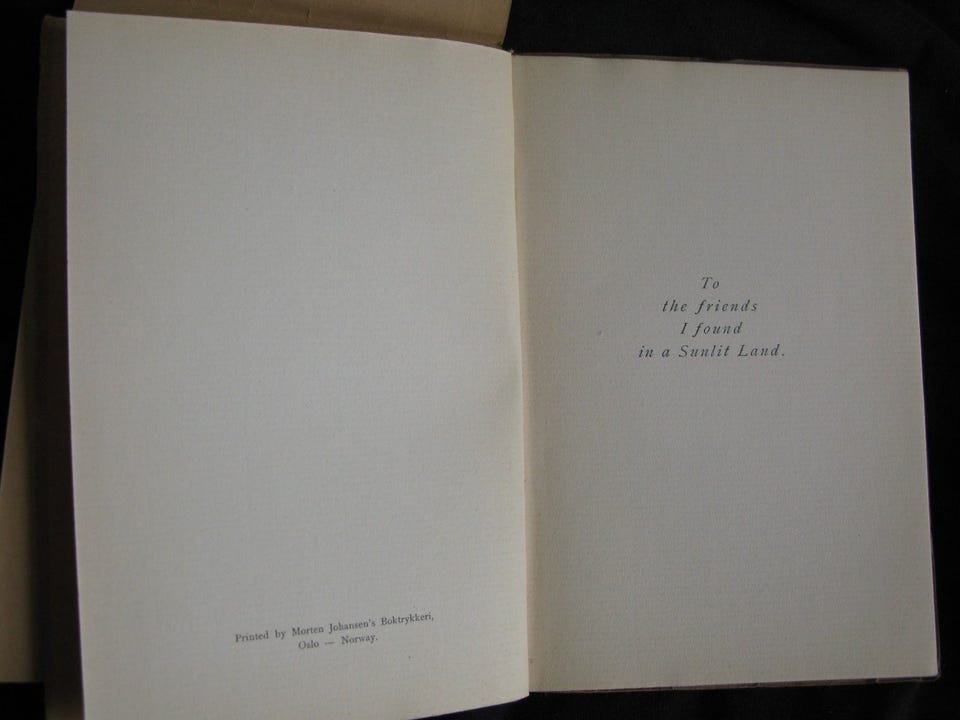 Printed by Morten Johansen's Boktrykkeri,
Oslo — Norway.
To
the friends
I found
in a Sunlit Land.